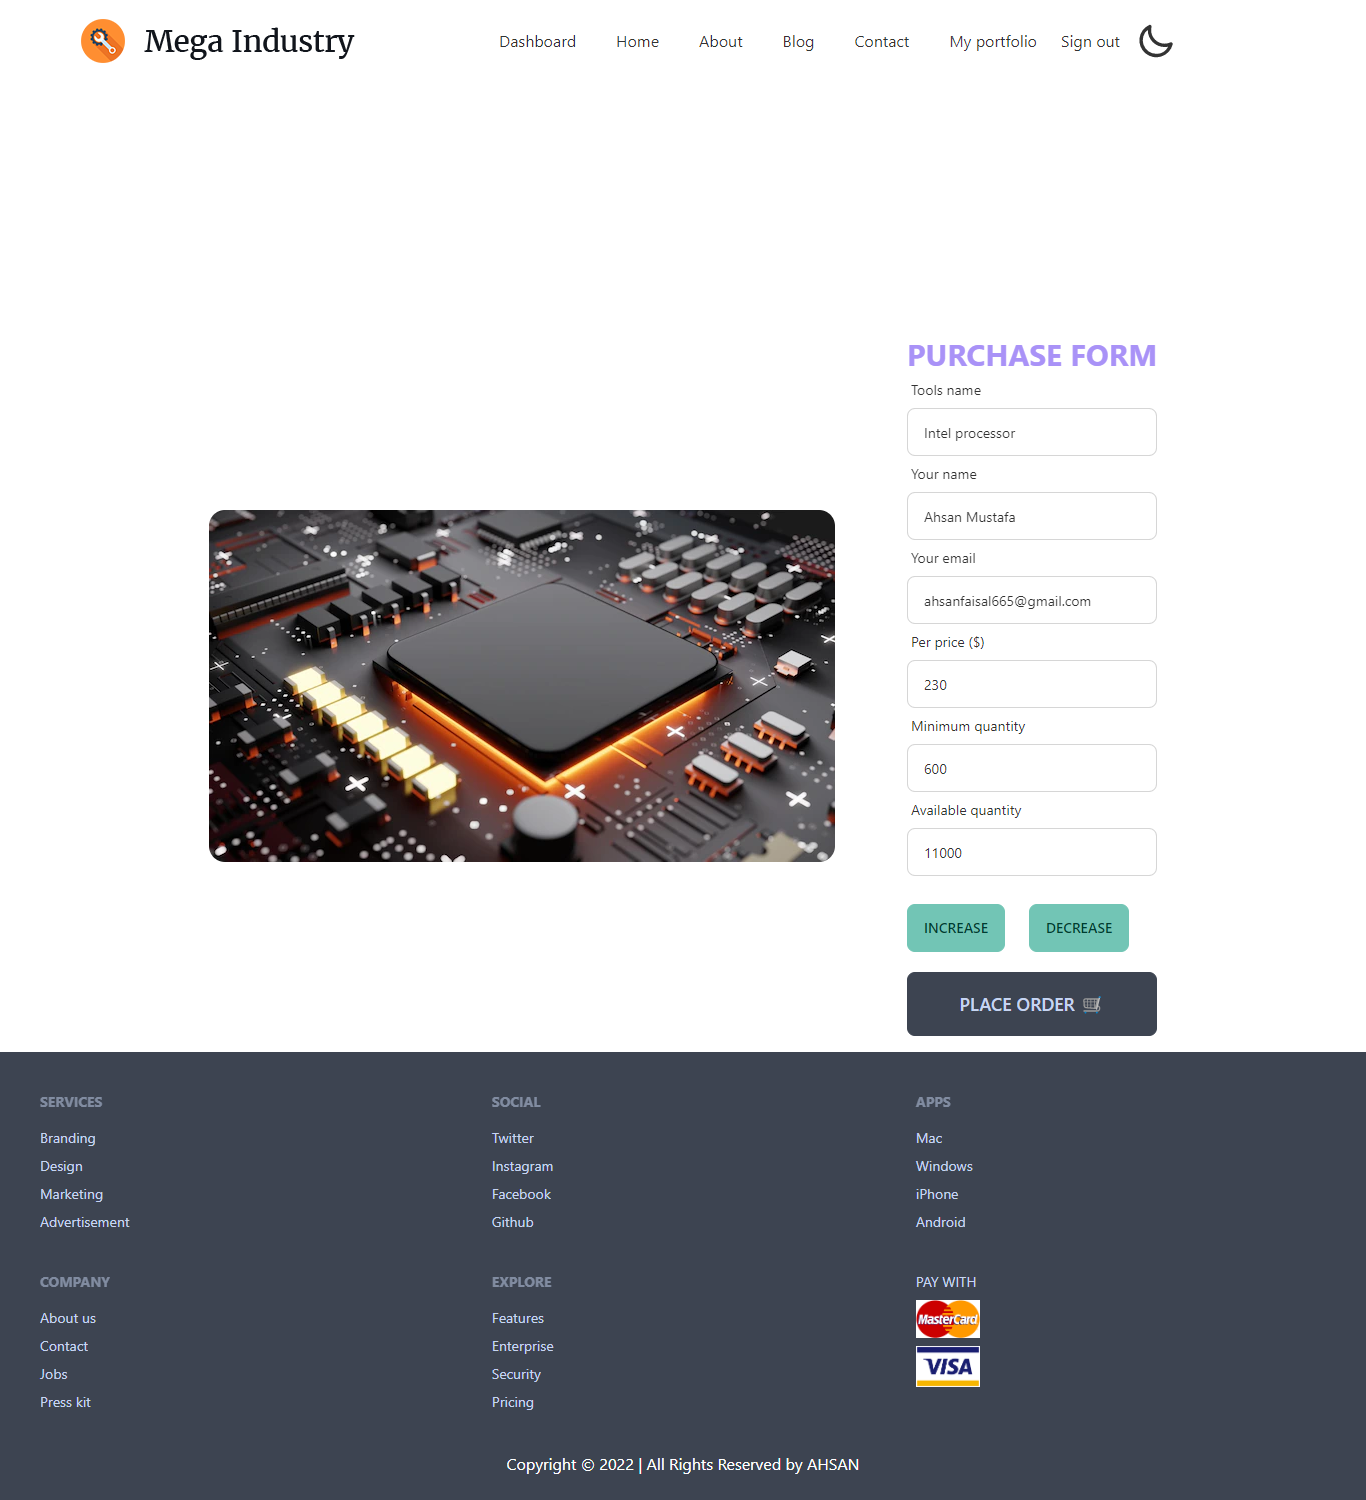 Mega Industry
Dashboard Home About Blog Contact My portfolio Sign out
PURCHASE FORM
Tools name
Intel processor
Your name
Ahsan Mustafa
Your email
ahsanfaisal665@gmail.com
Per price ($)
230
Minimum quantity
600
Available quantity
11000
INCREASE DECREASE
PLACE ORDER 🛒
SERVICES
Branding
Design
Marketing
Advertisement
SOCIAL
Twitter
Instagram
Facebook
Github
APPS
Mac
Windows
iPhone
Android
COMPANY
About us
Contact
Jobs
Press kit
EXPLORE
Features
Enterprise
Security
Pricing
PAY WITH
MasterCard
VISA
Copyright © 2022 | All Rights Reserved by AHSAN